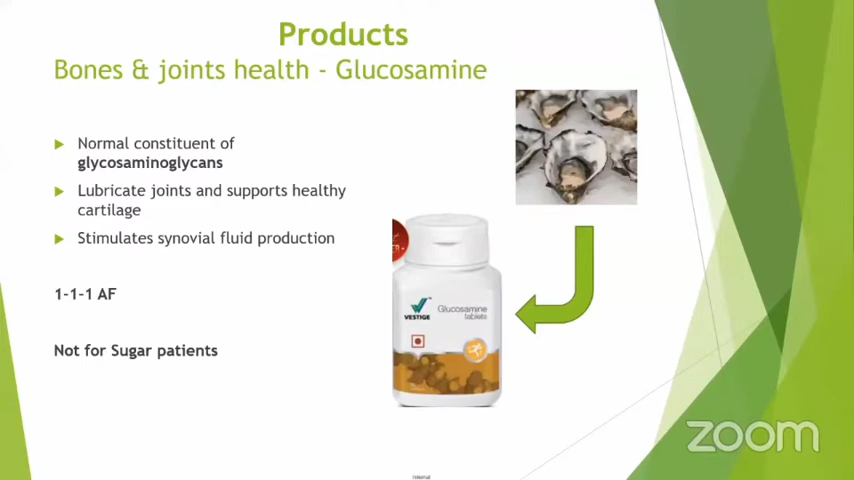 Products
Bones & joints health - Glucosamine
Normal constituent of
glycosaminoglycans
Lubricate joints and supports healthy
cartilage
Stimulates synovial fluid production
1-1-1 AF
Not for Sugar patients
VESTIGE
Glucosamine
tablets
zoom